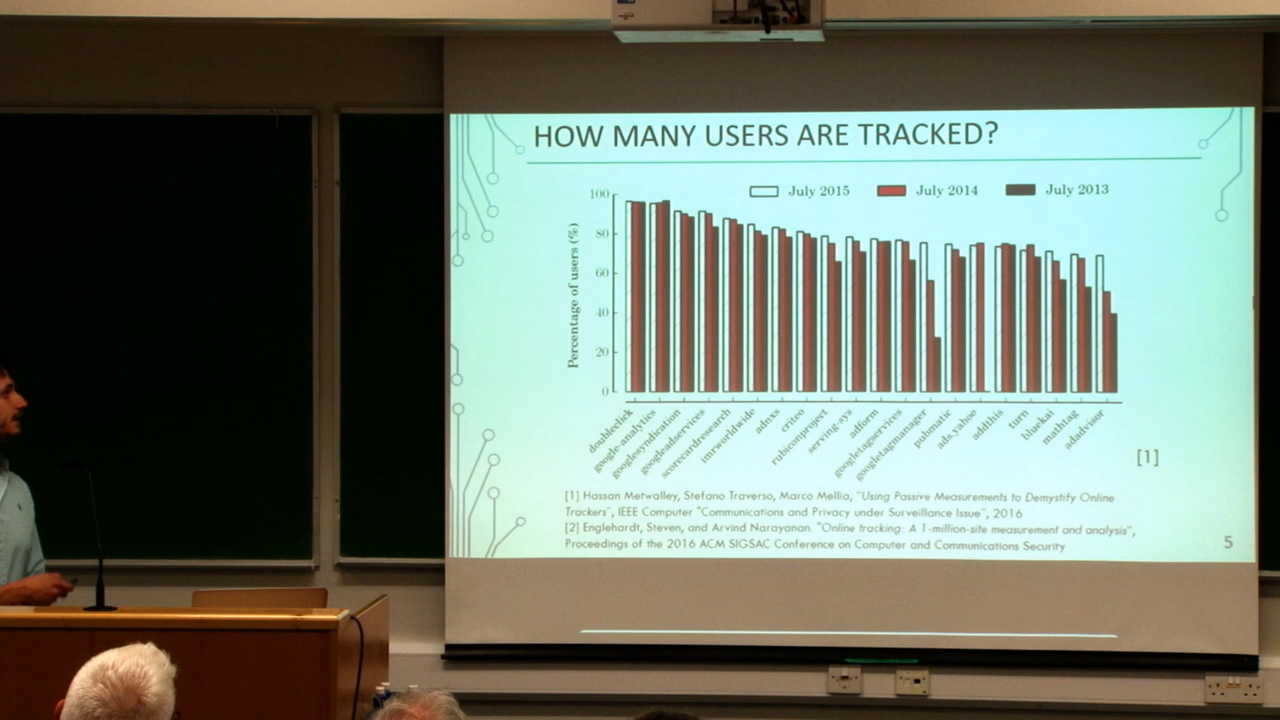 HOW MANY USERS ARE TRACKED?
July 2015
July 2014
July 2013
Percentage of users (%)
100
80
60
40
20
0
doubleclick
google-analytics
googlesyndication
googleadservices
scorecardresearch
imrworldwide
adnxs
criteo
rubiconproject
serving-sys
adform
googletagservices
googletagmanager
pubmatic
ads.yahoo
addthis
turn
bluekai
mathtag
adadvisor
[1]
[1] Hassan Metwalley, Stefano Traverso, Marco Mellia, "Using Passive Measurements to Demystify Online
Trackers", IEEE Computer "Communications and Privacy under Surveillance Issue", 2016
[2] Englehardt, Steven, and Arvind Narayanan. "Online tracking: A 1-million-site measurement and analysis",
Proceedings of the 2016 ACM SIGSAC Conference on Computer and Communications Security
5